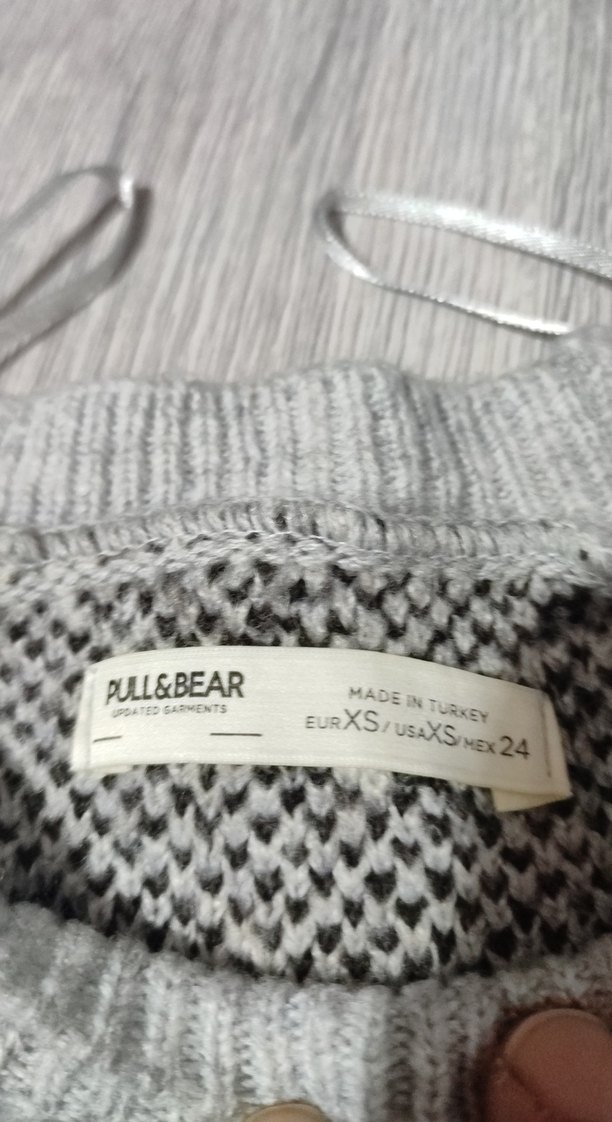 PULL&BEAR
UPDATED GARMENTS
MADE IN TURKEY
EUR XS / USA XS / MEX 24